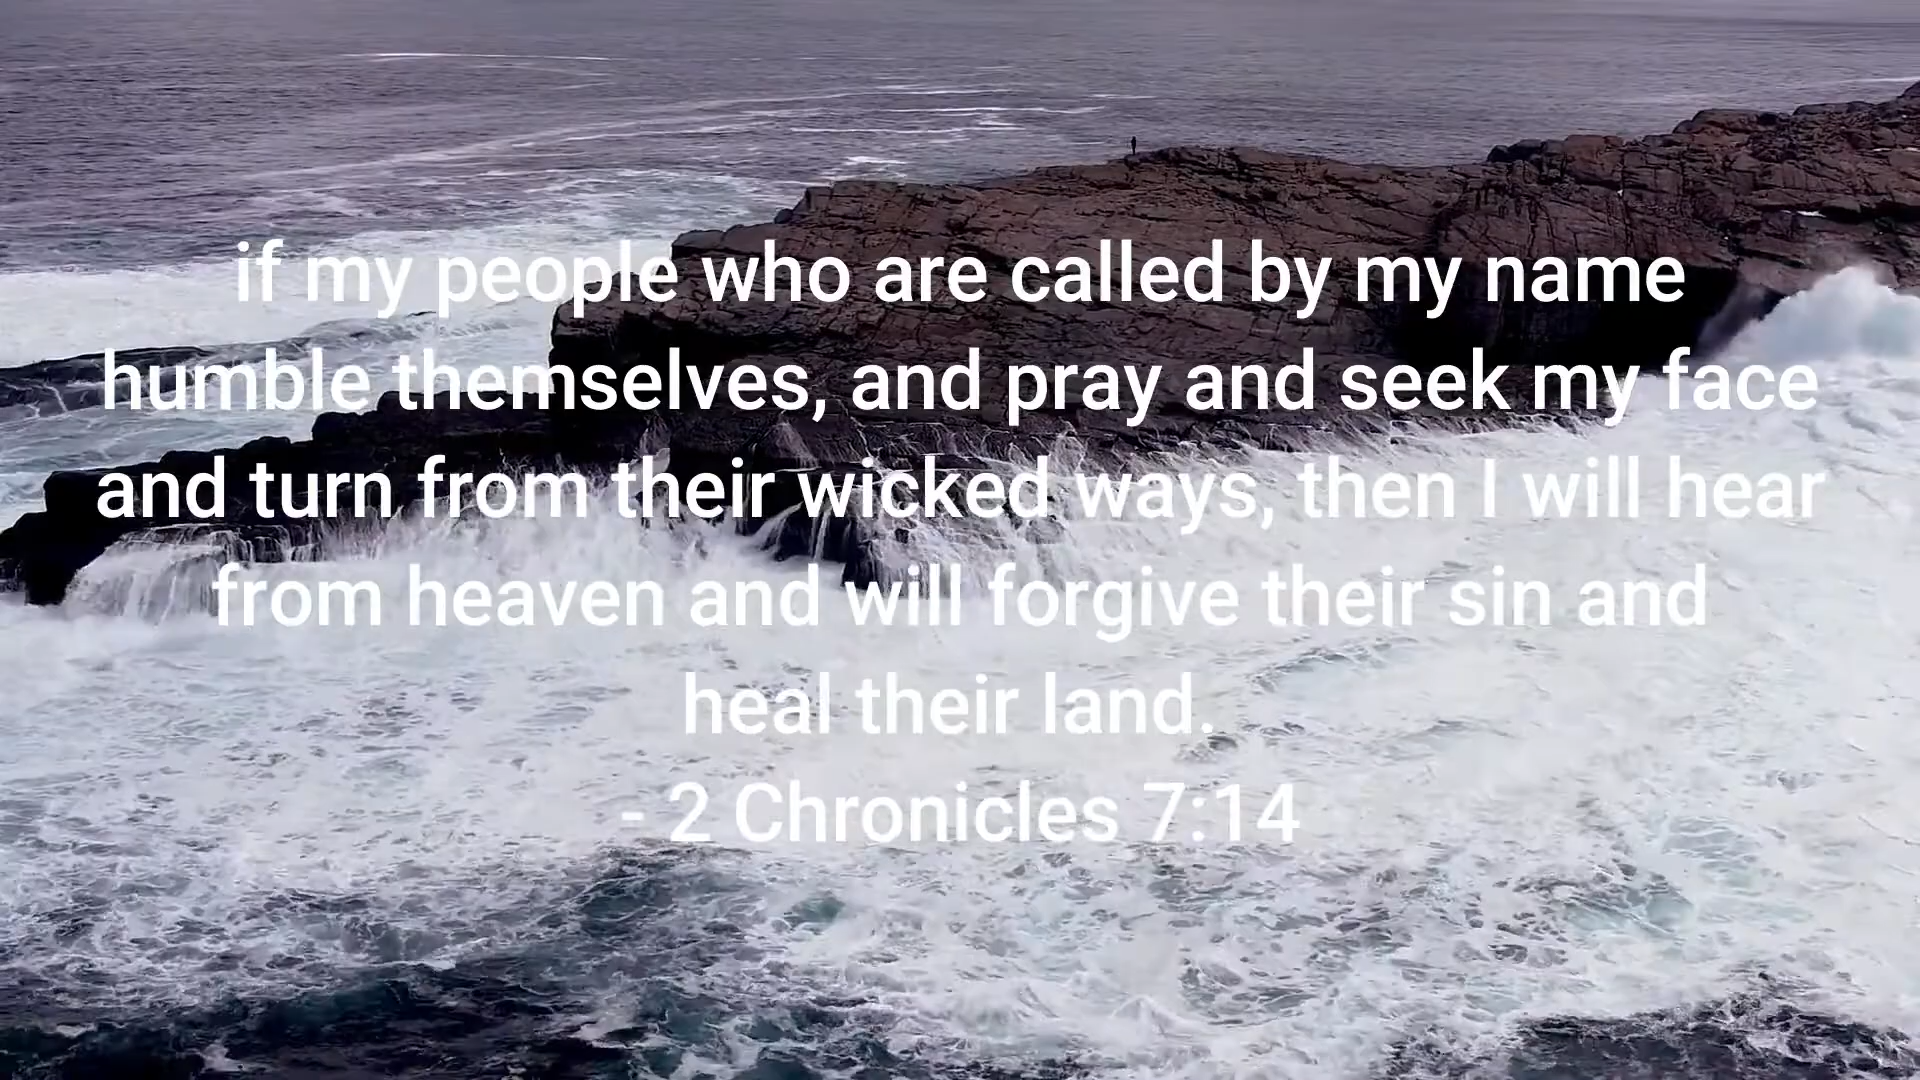 if my people who are called by my name
humble themselves, and pray and seek my face
and turn from their wicked ways, then I will hear
from heaven and will forgive their sin and
heal their land.
- 2 Chronicles 7:14